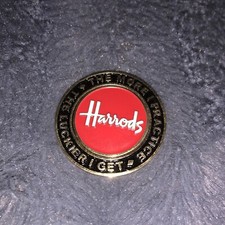 Harrods
THE MORE I PRACTICE
THE LUCKIER I GET